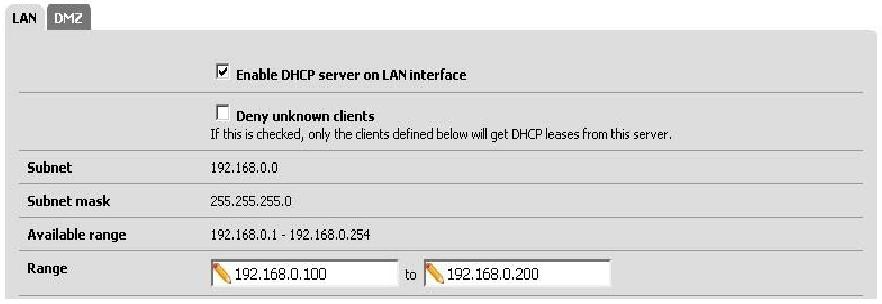 LAN DMZ
Enable DHCP server on LAN interface
Deny unknown clients
If this is checked, only the clients defined below will get DHCP leases from this server.
Subnet 192.168.0.0
Subnet mask 255.255.255.0
Available range 192.168.0.1 - 192.168.0.254
Range 192.168.0.100 to 192.168.0.200